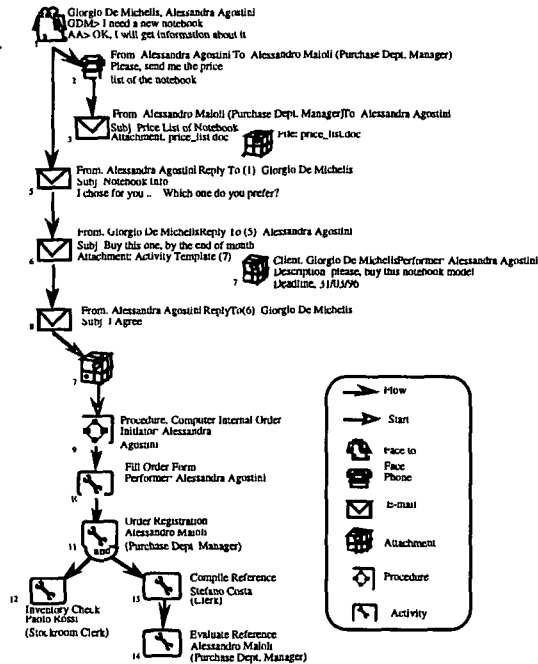 Giorgio De Michelis, Alessandra Agostini
GDM> I need a new notebook
AA> OK, I will get information about it
From Alessandra Agostini To Alessandro Maioli (Purchase Dept. Manager)
Please, send me the price
list of the notebook
2
From Alessandro Maioli (Purchase Dept. Manager)To Alessandra Agostini
Subj Price List of Notebook
Attachment. price_list doc
File: price_list.doc
3
From. Alessandra Agostini Reply To (1) Giorgio De Michelis
Subj Notebook Info
I chose for you .. Which one do you prefer?
5
From. Giorgio De MichelisReply To (5) Alessandra Agostini
Subj Buy this one, by the end of month
Attachment: Activity Template (7)
6
Client. Giorgio De MichelisPerformer Alessandra Agostini
Description please, buy this notebook model
Deadline, 31/03/96
7
From. Alessandra Agostini ReplyTo(6) Giorgio De Michelis
Subj I Agree
8
7
Procedure. Computer Internal Order
Initiator Alessandra
Agostini
9
Fill Order Form
Performer Alessandra Agostini
10
Order Registration
Alessandro Maioli
(Purchase Dept Manager)
11
and
12
Inventory Check
Paolo Rossi
(Stockroom Clerk)
Compile Reference
Stefano Costa
(Clerk)
13
Evaluate Reference
Alessandro Maioli
(Purchase Dept. Manager)
14
Flow
Start
Face to
Face
Phone
E-mail
Attachment
Procedure
Activity